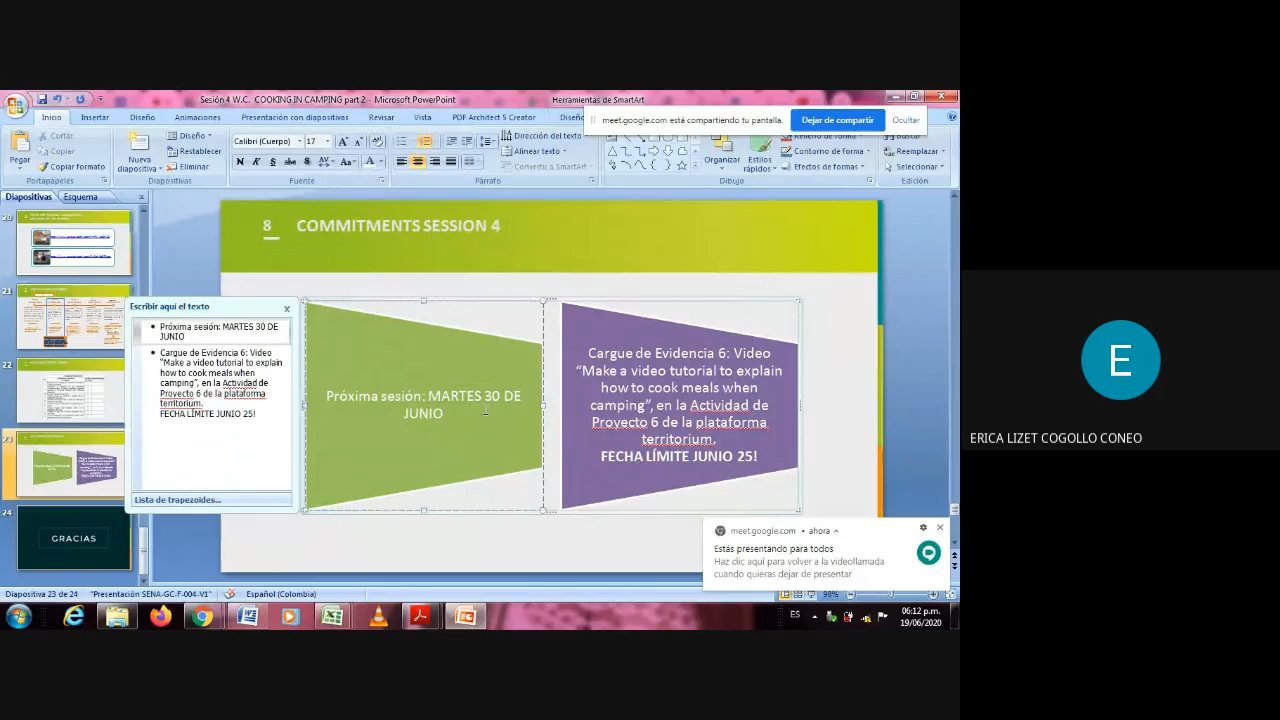 Sesión 4 W.X. COOKING IN CAMPING part 2 - Microsoft PowerPoint
Herramientas de SmartArt
Inicio
Insertar
Diseño
Animaciones
Presentación con diapositivas
Revisar
Vista
PDF Architect 5 Creator
meet.google.com está compartiendo tu pantalla.
Dejar de compartir
Ocultar
Pegar
Cortar
Copiar
Copiar formato
Portapapeles
Nueva
diapositiva
Diseño
Restablecer
Eliminar
Diapositivas
Calibri (Cuerpo)
17
Fuente
Dirección del texto
Alinear texto
Convertir a SmartArt
Párrafo
Organizar
Estilos
rápidos
Relleno de forma
Contorno de forma
Efectos de formas
Dibujo
Buscar
Reemplazar
Seleccionar
Edición
Diapositivas
Esquema
20
21
22
23
24
GRACIAS
8 COMMITMENTS SESSION 4
Escribir aquí el texto
Próxima sesión: MARTES 30 DE
JUNIO
Cargue de Evidencia 6: Video
"Make a video tutorial to explain
how to cook meals when
camping", en la Actividad de
Proyecto 6 de la plataforma
territorium.
FECHA LÍMITE JUNIO 25!
Lista de trapezoides...
Próxima sesión: MARTES 30 DE
JUNIO
Cargue de Evidencia 6: Video
“Make a video tutorial to explain
how to cook meals when
camping”, en la Actividad de
Proyecto 6 de la plataforma
territorium.
FECHA LÍMITE JUNIO 25!
meet.google.com • ahora
Estás presentando para todos
Haz clic aquí para volver a la videollamada
cuando quieras dejar de presentar
E
ERICA LIZET COGOLLO CONEO
Diapositiva 23 de 24
"Presentación SENA-GC-F-004-V1"
Español (Colombia)
98%
ES
06:12 p.m.
19/06/2020